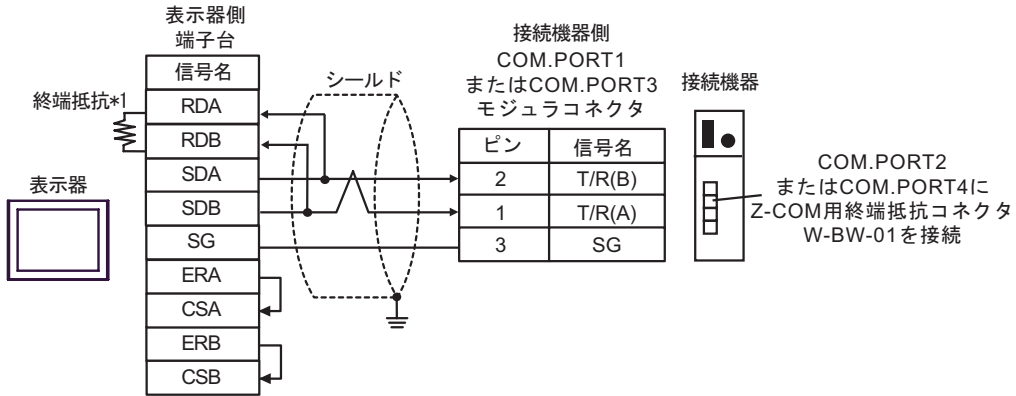 表示器側
端子台
信号名
RDA
RDB
SDA
SDB
SG
ERA
CSA
ERB
CSB
終端抵抗*1
表示器
シールド
接続機器側
COM.PORT1
またはCOM.PORT3
モジュラコネクタ
ピン 信号名
2 T/R(B)
1 T/R(A)
3 SG
接続機器
COM.PORT2
またはCOM.PORT4に
Z-COM用終端抵抗コネクタ
W-BW-01を接続